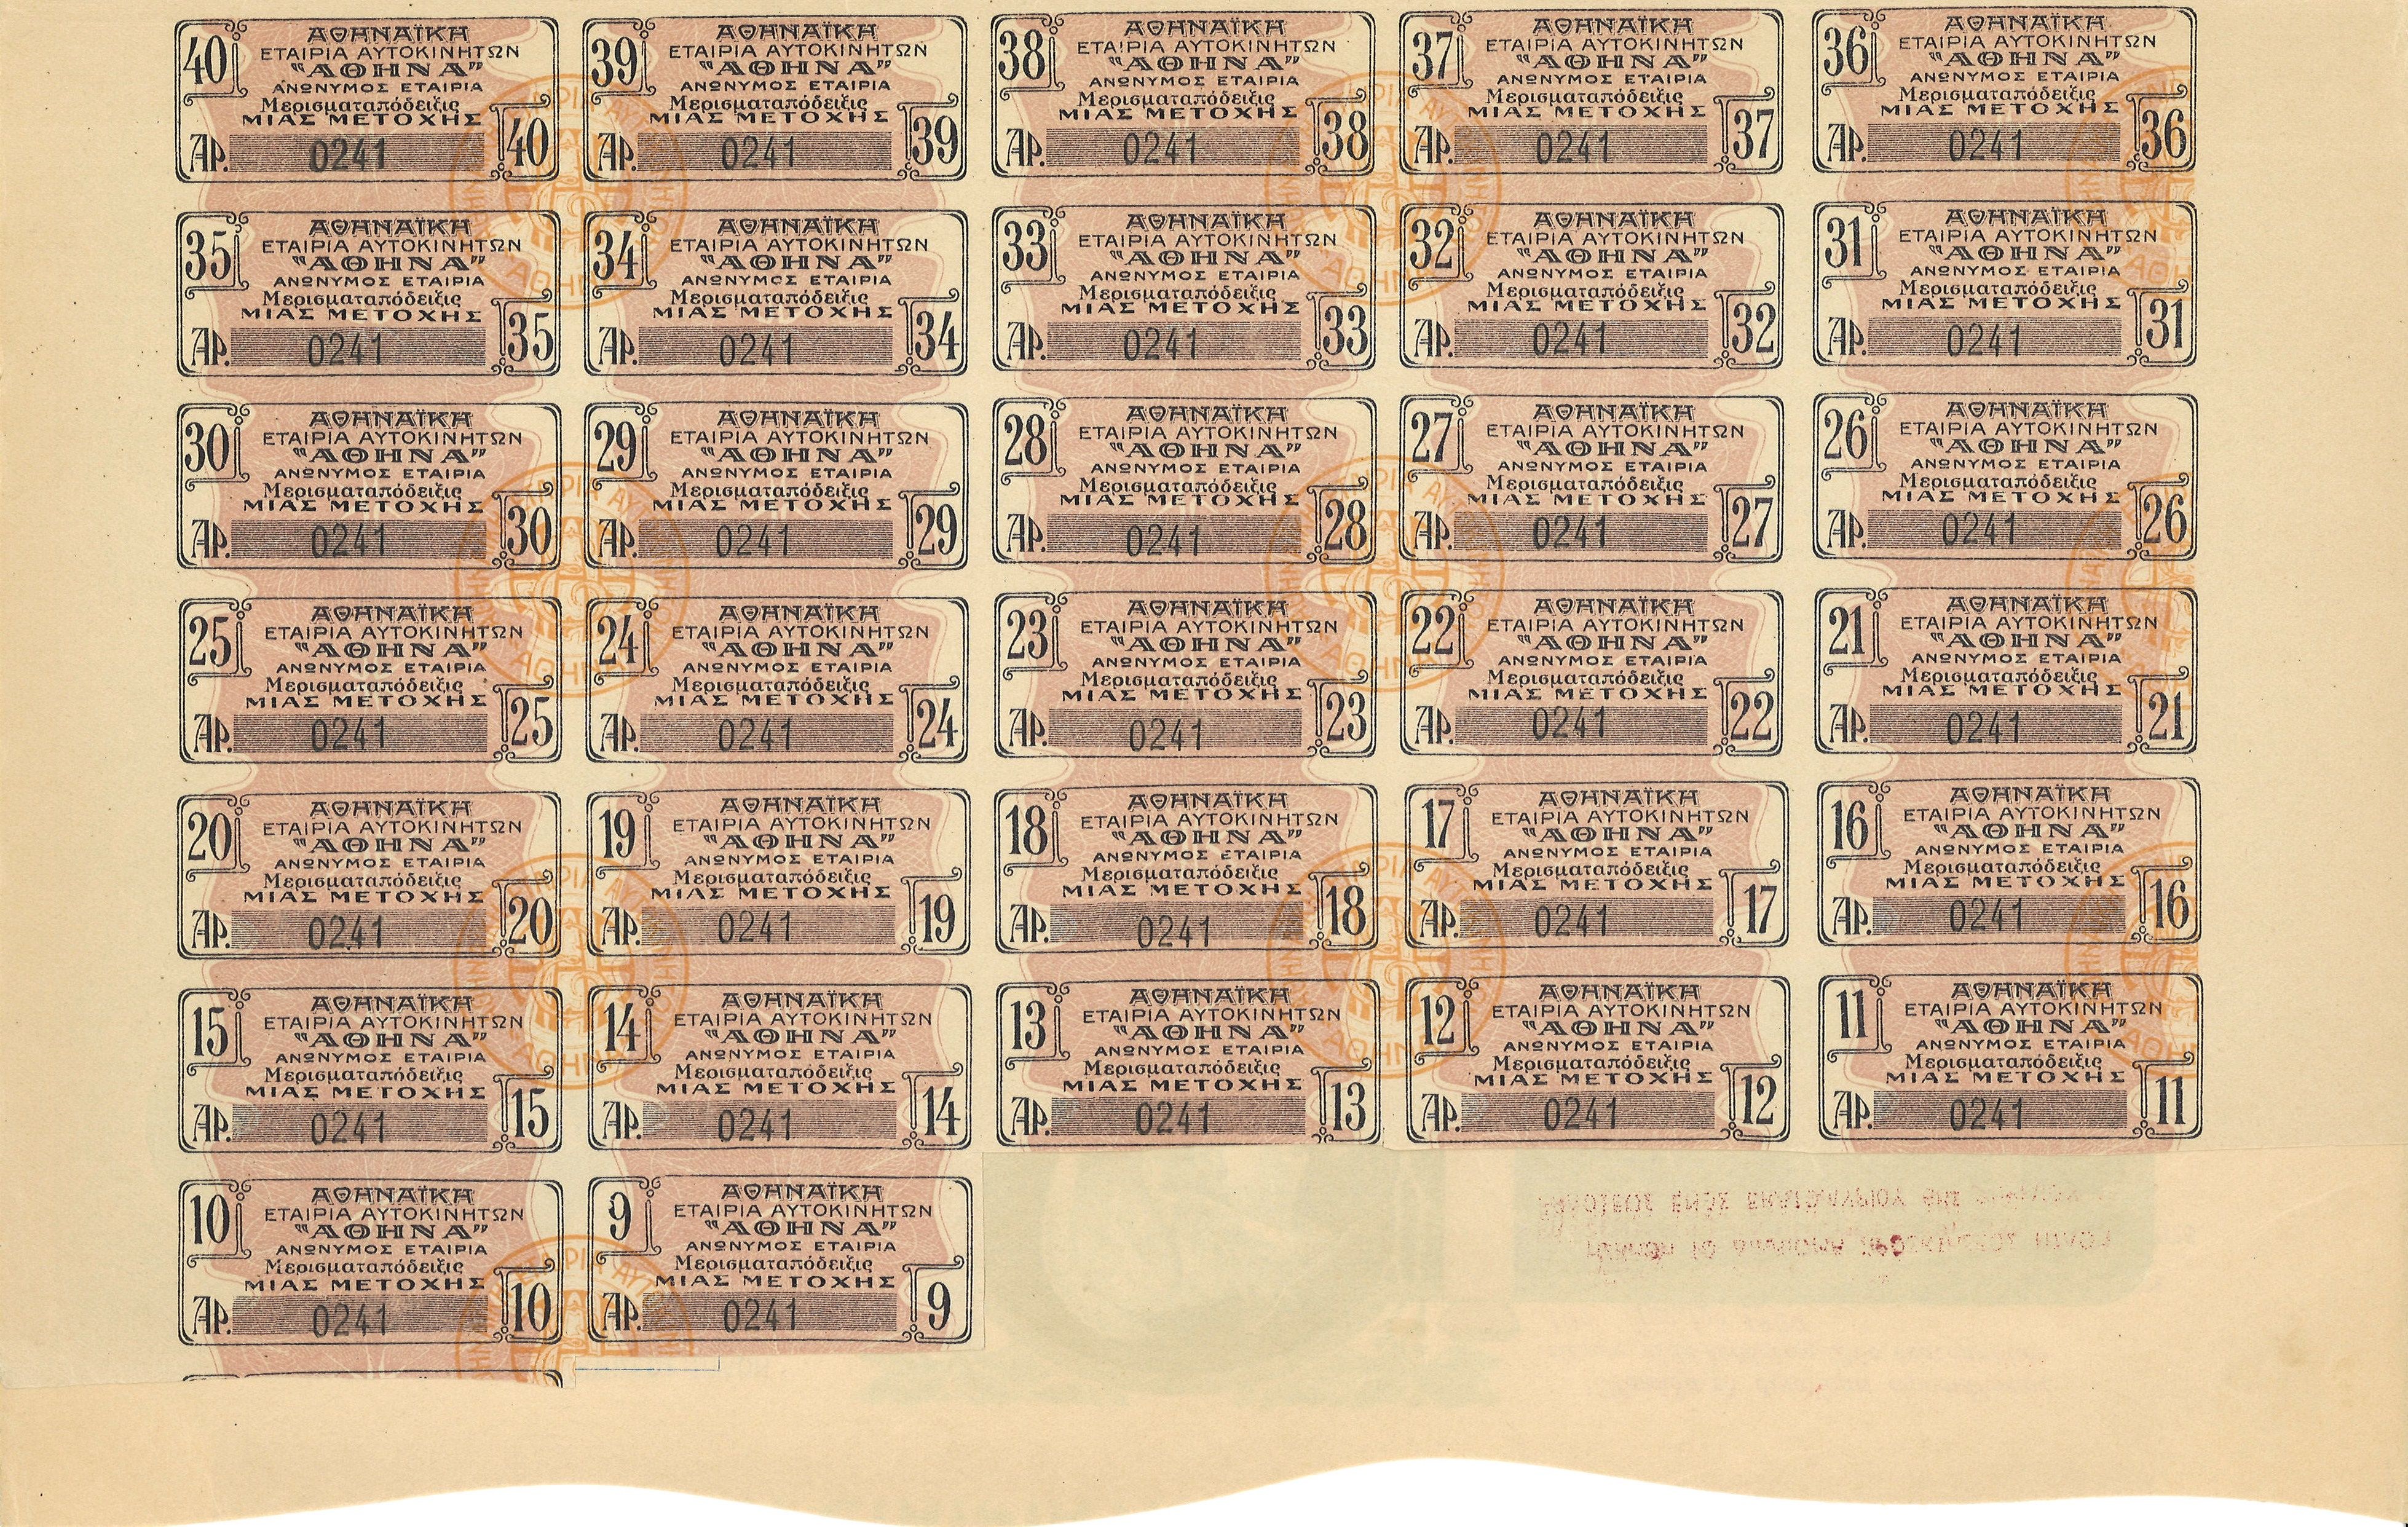 40
ΑΘΗΝΑΪΚΗ
ΕΤΑΙΡΙΑ ΑΥΤΟΚΙΝΗΤΩΝ
"ΑΘΗΝΑ"
ΑΝΩΝΥΜΟΣ ΕΤΑΙΡΙΑ
Μερισματαπόδειξις
ΜΙΑΣ ΜΕΤΟΧΗΣ
ΑΡ. 0241 40
39
ΑΘΗΝΑΪΚΗ
ΕΤΑΙΡΙΑ ΑΥΤΟΚΙΝΗΤΩΝ
"ΑΘΗΝΑ"
ΑΝΩΝΥΜΟΣ ΕΤΑΙΡΙΑ
Μερισματαπόδειξις
ΜΙΑΣ ΜΕΤΟΧΗΣ
ΑΡ. 0241 39
38
ΑΘΗΝΑΪΚΗ
ΕΤΑΙΡΙΑ ΑΥΤΟΚΙΝΗΤΩΝ
"ΑΘΗΝΑ"
ΑΝΩΝΥΜΟΣ ΕΤΑΙΡΙΑ
Μερισματαπόδειξις
ΜΙΑΣ ΜΕΤΟΧΗΣ
ΑΡ. 0241 38
37
ΑΘΗΝΑΪΚΗ
ΕΤΑΙΡΙΑ ΑΥΤΟΚΙΝΗΤΩΝ
"ΑΘΗΝΑ"
ΑΝΩΝΥΜΟΣ ΕΤΑΙΡΙΑ
Μερισματαπόδειξις
ΜΙΑΣ ΜΕΤΟΧΗΣ
ΑΡ. 0241 37
36
ΑΘΗΝΑΪΚΗ
ΕΤΑΙΡΙΑ ΑΥΤΟΚΙΝΗΤΩΝ
"ΑΘΗΝΑ"
ΑΝΩΝΥΜΟΣ ΕΤΑΙΡΙΑ
Μερισματαπόδειξις
ΜΙΑΣ ΜΕΤΟΧΗΣ
ΑΡ. 0241 36
35
ΑΘΗΝΑΪΚΗ
ΕΤΑΙΡΙΑ ΑΥΤΟΚΙΝΗΤΩΝ
"ΑΘΗΝΑ"
ΑΝΩΝΥΜΟΣ ΕΤΑΙΡΙΑ
Μερισματαπόδειξις
ΜΙΑΣ ΜΕΤΟΧΗΣ
ΑΡ. 0241 35
34
ΑΘΗΝΑΪΚΗ
ΕΤΑΙΡΙΑ ΑΥΤΟΚΙΝΗΤΩΝ
"ΑΘΗΝΑ"
ΑΝΩΝΥΜΟΣ ΕΤΑΙΡΙΑ
Μερισματαπόδειξις
ΜΙΑΣ ΜΕΤΟΧΗΣ
ΑΡ. 0241 34
33
ΑΘΗΝΑΪΚΗ
ΕΤΑΙΡΙΑ ΑΥΤΟΚΙΝΗΤΩΝ
"ΑΘΗΝΑ"
ΑΝΩΝΥΜΟΣ ΕΤΑΙΡΙΑ
Μερισματαπόδειξις
ΜΙΑΣ ΜΕΤΟΧΗΣ
ΑΡ. 0241 33
32
ΑΘΗΝΑΪΚΗ
ΕΤΑΙΡΙΑ ΑΥΤΟΚΙΝΗΤΩΝ
"ΑΘΗΝΑ"
ΑΝΩΝΥΜΟΣ ΕΤΑΙΡΙΑ
Μερισματαπόδειξις
ΜΙΑΣ ΜΕΤΟΧΗΣ
ΑΡ. 0241 32
31
ΑΘΗΝΑΪΚΗ
ΕΤΑΙΡΙΑ ΑΥΤΟΚΙΝΗΤΩΝ
"ΑΘΗΝΑ"
ΑΝΩΝΥΜΟΣ ΕΤΑΙΡΙΑ
Μερισματαπόδειξις
ΜΙΑΣ ΜΕΤΟΧΗΣ
ΑΡ. 0241 31
30
ΑΘΗΝΑΪΚΗ
ΕΤΑΙΡΙΑ ΑΥΤΟΚΙΝΗΤΩΝ
"ΑΘΗΝΑ"
ΑΝΩΝΥΜΟΣ ΕΤΑΙΡΙΑ
Μερισματαπόδειξις
ΜΙΑΣ ΜΕΤΟΧΗΣ
ΑΡ. 0241 30
29
ΑΘΗΝΑΪΚΗ
ΕΤΑΙΡΙΑ ΑΥΤΟΚΙΝΗΤΩΝ
"ΑΘΗΝΑ"
ΑΝΩΝΥΜΟΣ ΕΤΑΙΡΙΑ
Μερισματαπόδειξις
ΜΙΑΣ ΜΕΤΟΧΗΣ
ΑΡ. 0241 29
28
ΑΘΗΝΑΪΚΗ
ΕΤΑΙΡΙΑ ΑΥΤΟΚΙΝΗΤΩΝ
"ΑΘΗΝΑ"
ΑΝΩΝΥΜΟΣ ΕΤΑΙΡΙΑ
Μερισματαπόδειξις
ΜΙΑΣ ΜΕΤΟΧΗΣ
ΑΡ. 0241 28
27
ΑΘΗΝΑΪΚΗ
ΕΤΑΙΡΙΑ ΑΥΤΟΚΙΝΗΤΩΝ
"ΑΘΗΝΑ"
ΑΝΩΝΥΜΟΣ ΕΤΑΙΡΙΑ
Μερισματαπόδειξις
ΜΙΑΣ ΜΕΤΟΧΗΣ
ΑΡ. 0241 27
26
ΑΘΗΝΑΪΚΗ
ΕΤΑΙΡΙΑ ΑΥΤΟΚΙΝΗΤΩΝ
"ΑΘΗΝΑ"
ΑΝΩΝΥΜΟΣ ΕΤΑΙΡΙΑ
Μερισματαπόδειξις
ΜΙΑΣ ΜΕΤΟΧΗΣ
ΑΡ. 0241 26
25
ΑΘΗΝΑΪΚΗ
ΕΤΑΙΡΙΑ ΑΥΤΟΚΙΝΗΤΩΝ
"ΑΘΗΝΑ"
ΑΝΩΝΥΜΟΣ ΕΤΑΙΡΙΑ
Μερισματαπόδειξις
ΜΙΑΣ ΜΕΤΟΧΗΣ
ΑΡ. 0241 25
24
ΑΘΗΝΑΪΚΗ
ΕΤΑΙΡΙΑ ΑΥΤΟΚΙΝΗΤΩΝ
"ΑΘΗΝΑ"
ΑΝΩΝΥΜΟΣ ΕΤΑΙΡΙΑ
Μερισματαπόδειξις
ΜΙΑΣ ΜΕΤΟΧΗΣ
ΑΡ. 0241 24
23
ΑΘΗΝΑΪΚΗ
ΕΤΑΙΡΙΑ ΑΥΤΟΚΙΝΗΤΩΝ
"ΑΘΗΝΑ"
ΑΝΩΝΥΜΟΣ ΕΤΑΙΡΙΑ
Μερισματαπόδειξις
ΜΙΑΣ ΜΕΤΟΧΗΣ
ΑΡ. 0241 23
22
ΑΘΗΝΑΪΚΗ
ΕΤΑΙΡΙΑ ΑΥΤΟΚΙΝΗΤΩΝ
"ΑΘΗΝΑ"
ΑΝΩΝΥΜΟΣ ΕΤΑΙΡΙΑ
Μερισματαπόδειξις
ΜΙΑΣ ΜΕΤΟΧΗΣ
ΑΡ. 0241 22
21
ΑΘΗΝΑΪΚΗ
ΕΤΑΙΡΙΑ ΑΥΤΟΚΙΝΗΤΩΝ
"ΑΘΗΝΑ"
ΑΝΩΝΥΜΟΣ ΕΤΑΙΡΙΑ
Μερισματαπόδειξις
ΜΙΑΣ ΜΕΤΟΧΗΣ
ΑΡ. 0241 21
20
ΑΘΗΝΑΪΚΗ
ΕΤΑΙΡΙΑ ΑΥΤΟΚΙΝΗΤΩΝ
"ΑΘΗΝΑ"
ΑΝΩΝΥΜΟΣ ΕΤΑΙΡΙΑ
Μερισματαπόδειξις
ΜΙΑΣ ΜΕΤΟΧΗΣ
ΑΡ. 0241 20
19
ΑΘΗΝΑΪΚΗ
ΕΤΑΙΡΙΑ ΑΥΤΟΚΙΝΗΤΩΝ
"ΑΘΗΝΑ"
ΑΝΩΝΥΜΟΣ ΕΤΑΙΡΙΑ
Μερισματαπόδειξις
ΜΙΑΣ ΜΕΤΟΧΗΣ
ΑΡ. 0241 19
18
ΑΘΗΝΑΪΚΗ
ΕΤΑΙΡΙΑ ΑΥΤΟΚΙΝΗΤΩΝ
"ΑΘΗΝΑ"
ΑΝΩΝΥΜΟΣ ΕΤΑΙΡΙΑ
Μερισματαπόδειξις
ΜΙΑΣ ΜΕΤΟΧΗΣ
ΑΡ. 0241 18
17
ΑΘΗΝΑΪΚΗ
ΕΤΑΙΡΙΑ ΑΥΤΟΚΙΝΗΤΩΝ
"ΑΘΗΝΑ"
ΑΝΩΝΥΜΟΣ ΕΤΑΙΡΙΑ
Μερισματαπόδειξις
ΜΙΑΣ ΜΕΤΟΧΗΣ
ΑΡ. 0241 17
16
ΑΘΗΝΑΪΚΗ
ΕΤΑΙΡΙΑ ΑΥΤΟΚΙΝΗΤΩΝ
"ΑΘΗΝΑ"
ΑΝΩΝΥΜΟΣ ΕΤΑΙΡΙΑ
Μερισματαπόδειξις
ΜΙΑΣ ΜΕΤΟΧΗΣ
ΑΡ. 0241 16
15
ΑΘΗΝΑΪΚΗ
ΕΤΑΙΡΙΑ ΑΥΤΟΚΙΝΗΤΩΝ
"ΑΘΗΝΑ"
ΑΝΩΝΥΜΟΣ ΕΤΑΙΡΙΑ
Μερισματαπόδειξις
ΜΙΑΣ ΜΕΤΟΧΗΣ
ΑΡ. 0241 15
14
ΑΘΗΝΑΪΚΗ
ΕΤΑΙΡΙΑ ΑΥΤΟΚΙΝΗΤΩΝ
"ΑΘΗΝΑ"
ΑΝΩΝΥΜΟΣ ΕΤΑΙΡΙΑ
Μερισματαπόδειξις
ΜΙΑΣ ΜΕΤΟΧΗΣ
ΑΡ. 0241 14
13
ΑΘΗΝΑΪΚΗ
ΕΤΑΙΡΙΑ ΑΥΤΟΚΙΝΗΤΩΝ
"ΑΘΗΝΑ"
ΑΝΩΝΥΜΟΣ ΕΤΑΙΡΙΑ
Μερισματαπόδειξις
ΜΙΑΣ ΜΕΤΟΧΗΣ
ΑΡ. 0241 13
12
ΑΘΗΝΑΪΚΗ
ΕΤΑΙΡΙΑ ΑΥΤΟΚΙΝΗΤΩΝ
"ΑΘΗΝΑ"
ΑΝΩΝΥΜΟΣ ΕΤΑΙΡΙΑ
Μερισματαπόδειξις
ΜΙΑΣ ΜΕΤΟΧΗΣ
ΑΡ. 0241 12
11
ΑΘΗΝΑΪΚΗ
ΕΤΑΙΡΙΑ ΑΥΤΟΚΙΝΗΤΩΝ
"ΑΘΗΝΑ"
ΑΝΩΝΥΜΟΣ ΕΤΑΙΡΙΑ
Μερισματαπόδειξις
ΜΙΑΣ ΜΕΤΟΧΗΣ
ΑΡ. 0241 11
10
ΑΘΗΝΑΪΚΗ
ΕΤΑΙΡΙΑ ΑΥΤΟΚΙΝΗΤΩΝ
"ΑΘΗΝΑ"
ΑΝΩΝΥΜΟΣ ΕΤΑΙΡΙΑ
Μερισματαπόδειξις
ΜΙΑΣ ΜΕΤΟΧΗΣ
ΑΡ. 0241 10
9
ΑΘΗΝΑΪΚΗ
ΕΤΑΙΡΙΑ ΑΥΤΟΚΙΝΗΤΩΝ
"ΑΘΗΝΑ"
ΑΝΩΝΥΜΟΣ ΕΤΑΙΡΙΑ
Μερισματαπόδειξις
ΜΙΑΣ ΜΕΤΟΧΗΣ
ΑΡ. 0241 9